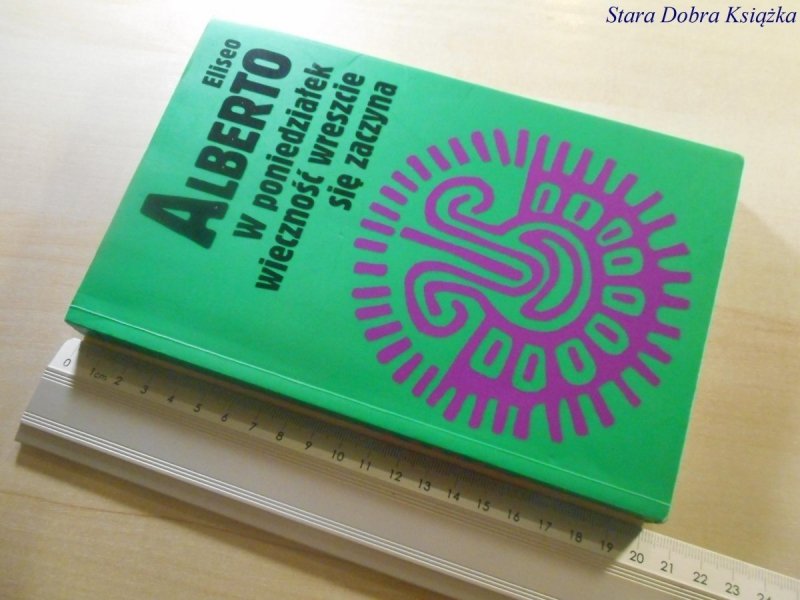 Stara Dobra Książka
Eliseo
ALBERTO
w poniedziałek
wieczność wreszcie
się zaczyna
0 1cm 2 3 4 5 6 7 8 9 10 11 12 13 14 15 16 17 18 19 20 21 22 23 24